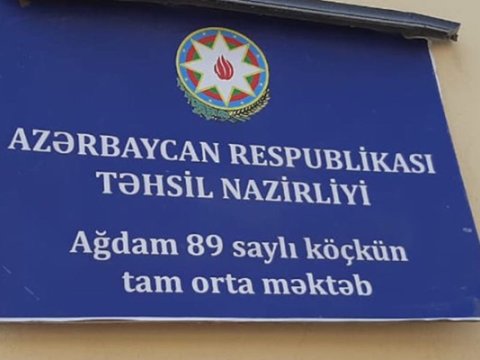 AZƏRBAYCAN RESPUBLİKASI
TƏHSİL NAZİRLİYİ
Ağdam 89 saylı köçkün
tam orta məktəb